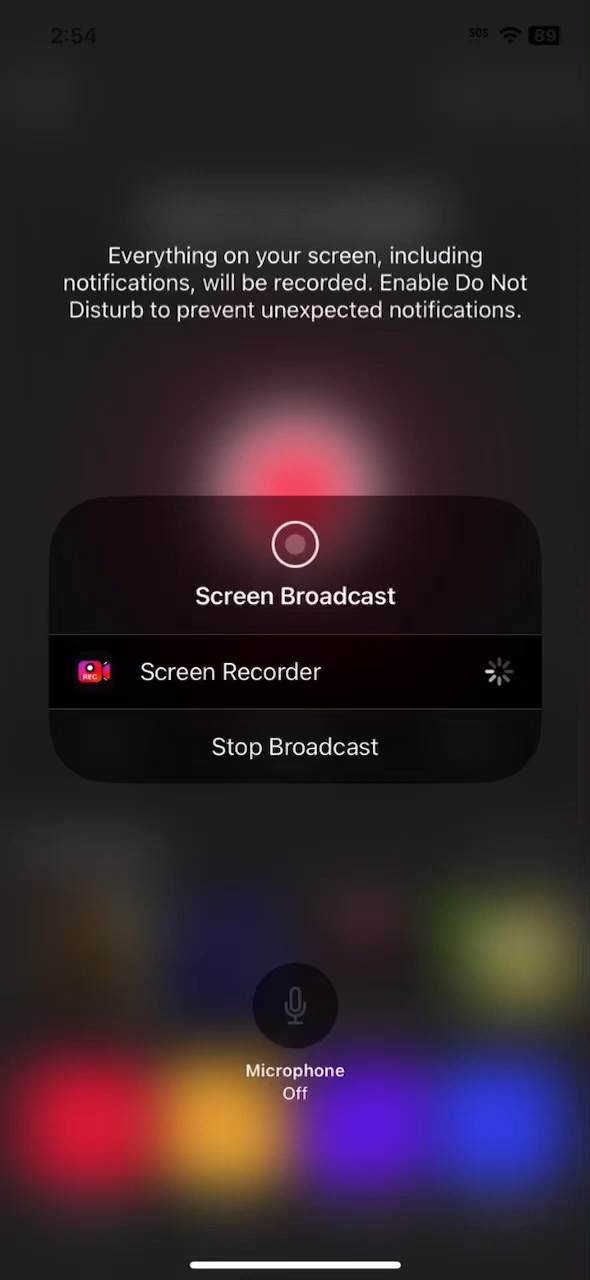 2:54
SOS
89
Everything on your screen, including
notifications, will be recorded. Enable Do Not
Disturb to prevent unexpected notifications.
Screen Broadcast
REC
Screen Recorder
Stop Broadcast
Microphone
Off